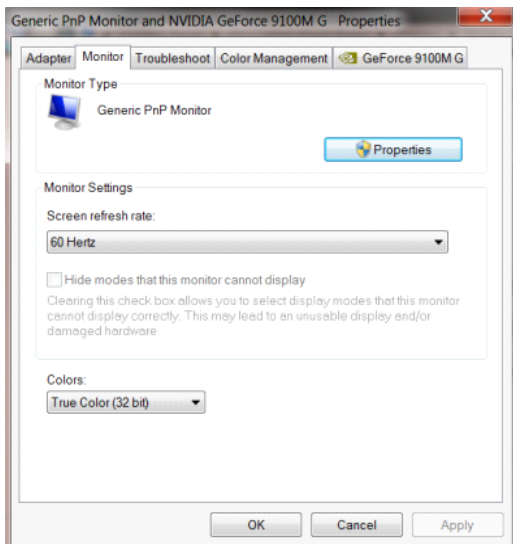 Generic PnP Monitor and NVIDIA GeForce 9100M G Properties
X
Adapter Monitor Troubleshoot Color Management GeForce 9100M G
Monitor Type
Generic PnP Monitor
Properties
Monitor Settings
Screen refresh rate:
60 Hertz
Hide modes that this monitor cannot display
Clearing this check box allows you to select display modes that this monitor
cannot display correctly. This may lead to an unusable display and/or
damaged hardware.
Colors:
True Color (32 bit)
OK Cancel Apply